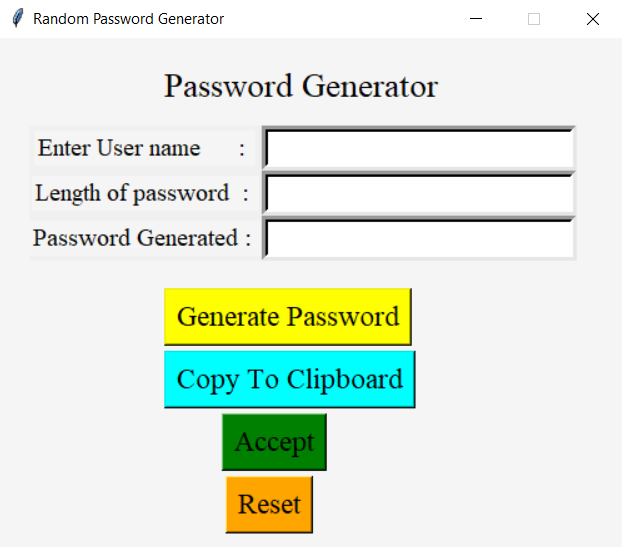 Random Password Generator
Password Generator
Enter User name :
Length of password :
Password Generated :
Generate Password
Copy To Clipboard
Accept
Reset